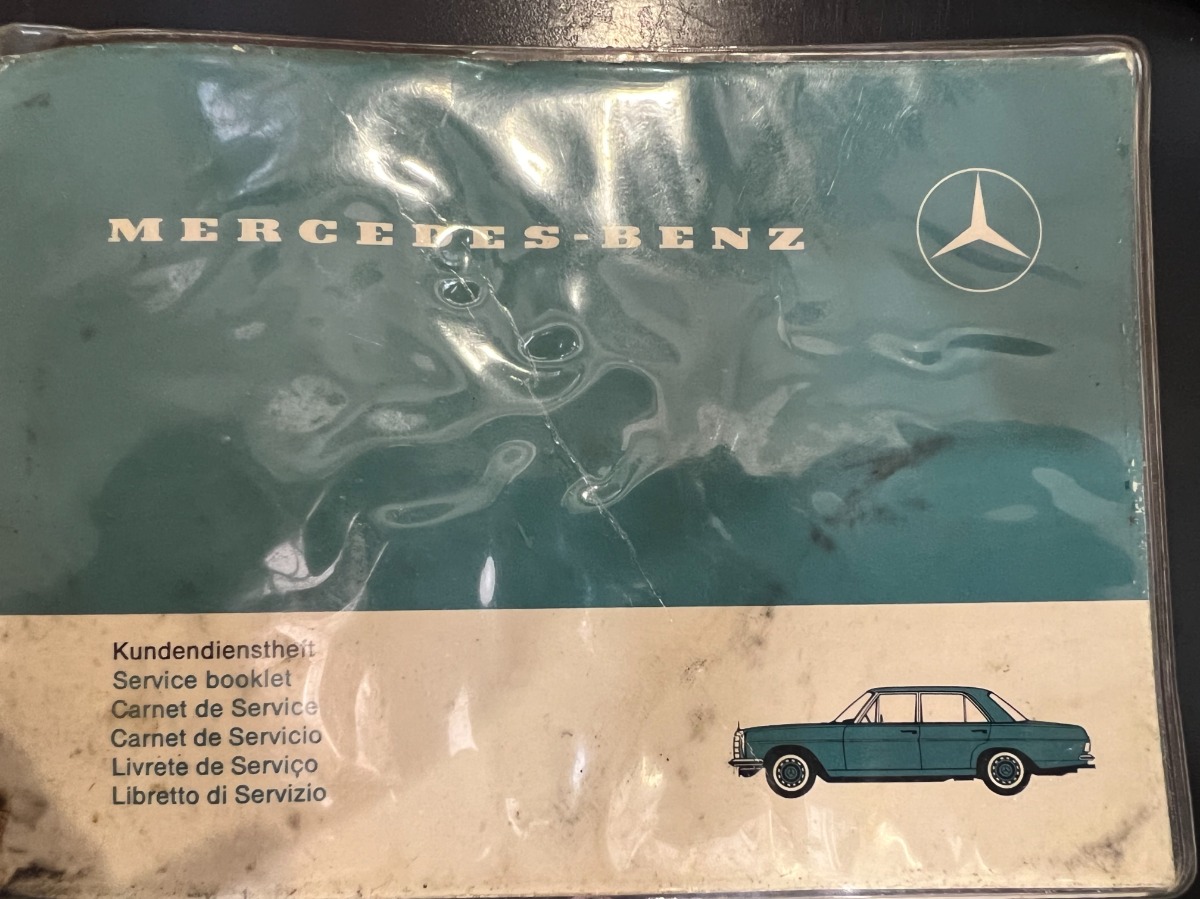 MERCEDES-BENZ
Kundendienstheft
Service booklet
Carnet de Service
Carnet de Servicio
Livrete de Serviço
Libretto di Servizio